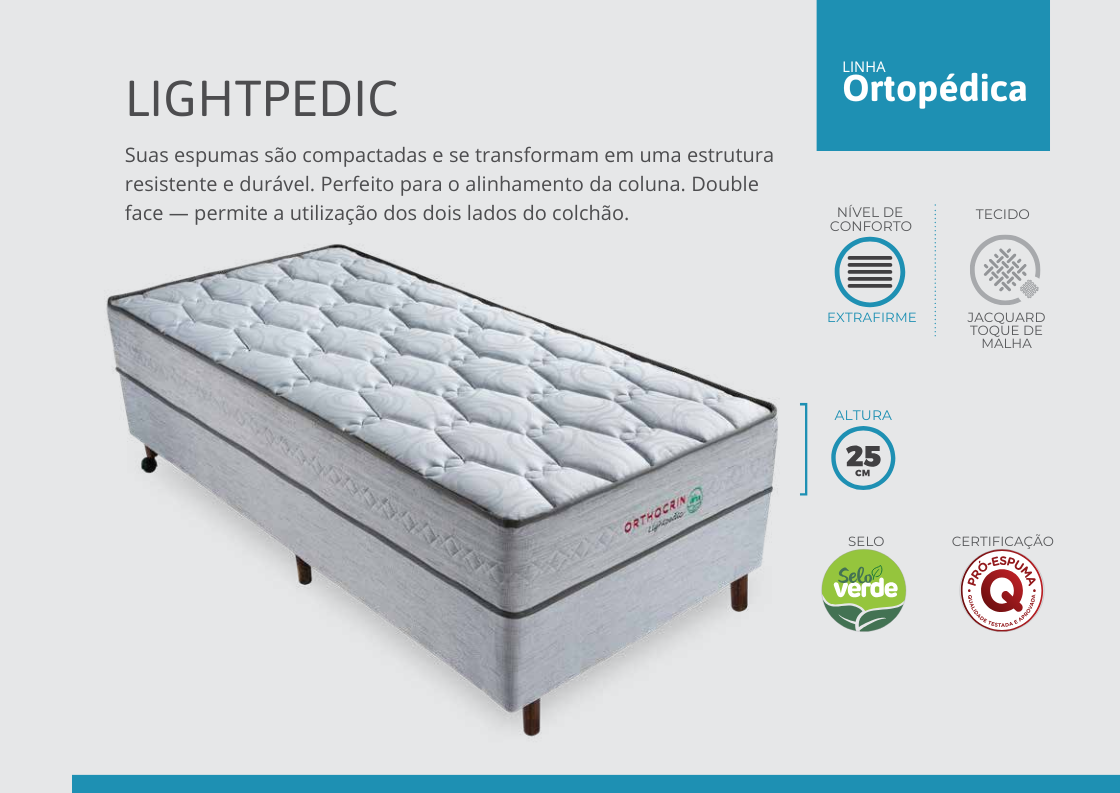 LIGHTPEDIC
Suas espumas são compactadas e se transformam em uma estrutura
resistente e durável. Perfeito para o alinhamento da coluna. Double
face — permite a utilização dos dois lados do colchão.
LINHA
Ortopédica
NÍVEL DE
CONFORTO
EXTRAFIRME
TECIDO
JACQUARD
TOQUE DE
MALHA
ALTURA
25
CM
ORTHOCRIN
Lightpedic
SELO
Selo
verde
CERTIFICAÇÃO
PRÓ-ESPUMA
Q
QUALIDADE TESTADA E APROVADA